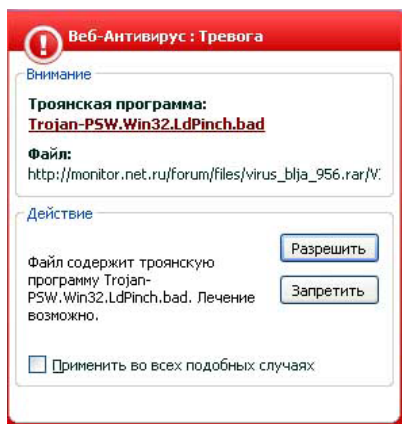 Веб-Антивирус : Тревога
Внимание
Троянская программа:
Trojan-PSW.Win32.LdPinch.bad
Файл:
http://monitor.net.ru/forum/files/virus_blja_956.rar/V
Действие
Разрешить
Файл содержит троянскую
программу Trojan-
PSW.Win32.LdPinch.bad. Лечение
возможно.
Запретить
Применить во всех подобных случаях